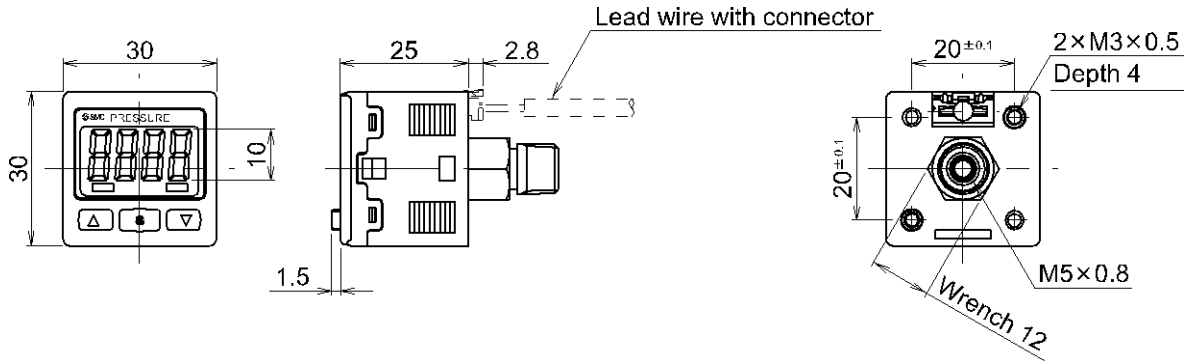 Lead wire with connector
30
25
2.8
20±0.1
2×M3×0.5
Depth 4
SMC PRESSURE
30
10
S
20±0.1
1.5
M5×0.8
Wrench 12